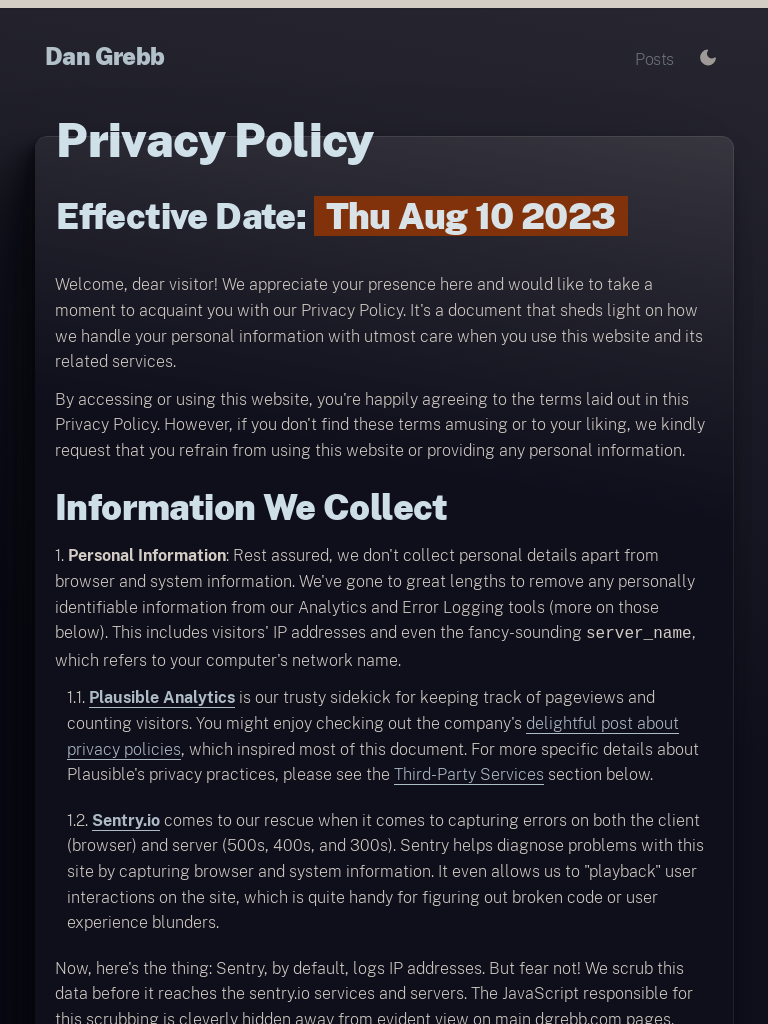 Dan Grebb
Posts
Privacy Policy
Effective Date: Thu Aug 10 2023
Welcome, dear visitor! We appreciate your presence here and would like to take a
moment to acquaint you with our Privacy Policy. It's a document that sheds light on how
we handle your personal information with utmost care when you use this website and its
related services.
By accessing or using this website, you're happily agreeing to the terms laid out in this
Privacy Policy. However, if you don't find these terms amusing or to your liking, we kindly
request that you refrain from using this website or providing any personal information.
Information We Collect
1. Personal Information: Rest assured, we don't collect personal details apart from
browser and system information. We've gone to great lengths to remove any personally
identifiable information from our Analytics and Error Logging tools (more on those
below). This includes visitors' IP addresses and even the fancy-sounding server_name,
which refers to your computer's network name.
1.1. Plausible Analytics is our trusty sidekick for keeping track of pageviews and
counting visitors. You might enjoy checking out the company's delightful post about
privacy policies, which inspired most of this document. For more specific details about
Plausible's privacy practices, please see the Third-Party Services section below.
1.2. Sentry.io comes to our rescue when it comes to capturing errors on both the client
(browser) and server (500s, 400s, and 300s). Sentry helps diagnose problems with this
site by capturing browser and system information. It even allows us to "playback" user
interactions on the site, which is quite handy for figuring out broken code or user
experience blunders.
Now, here's the thing: Sentry, by default, logs IP addresses. But fear not! We scrub this
data before it reaches the sentry.io services and servers. The JavaScript responsible for
this scrubbing is cleverly hidden away from evident view on main dgrebb.com pages.